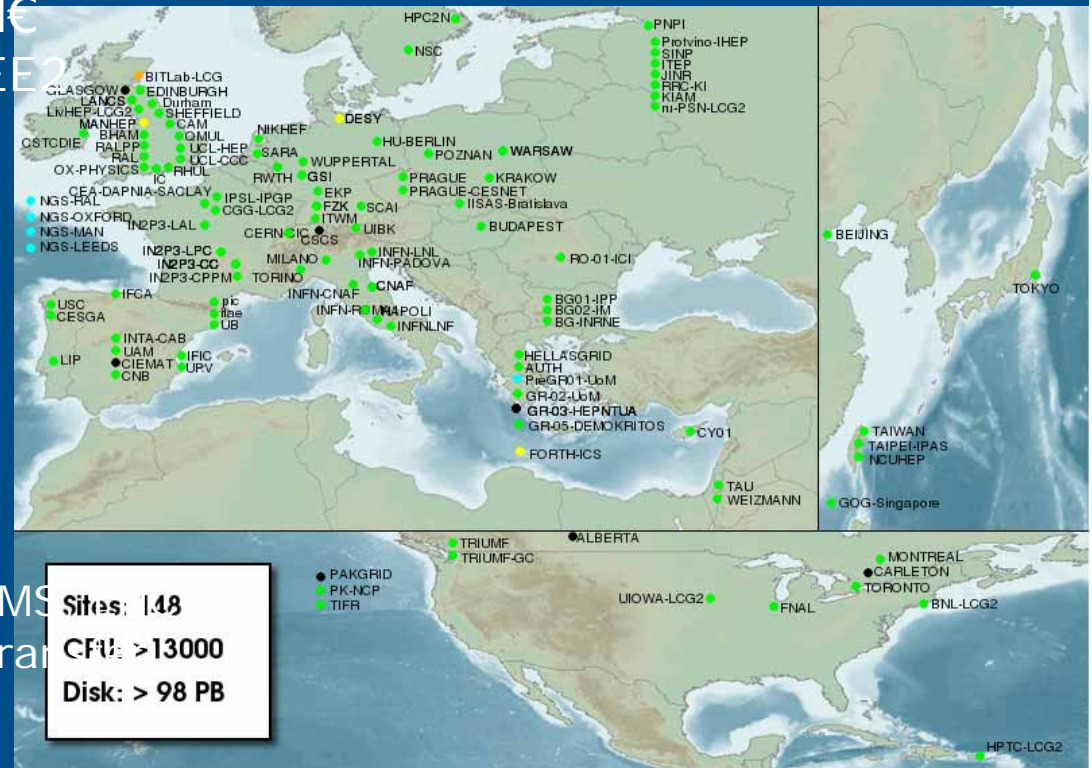 I€
EE2
HPC2N
NSC
PNPI
Protvino-IHEP
SINP
ITEP
JINR
RRC-KI
KIAM
ru-PSN-LCG2
BITLab-LCG
GLASGOW
EDINBURGH
LANCS
Durham
LivHEP-LCG2
SHEFFIELD
MANHEP
CAM
BHAM
QMUL
CSTCDIE
RALPP
UCL-HEP
RAL
UCL-CCC
OX-PHYSICS
IC
RHUL
NIKHEF
SARA
RWTH
DESY
HU-BERLIN
POZNAN
WARSAW
WUPPERTAL
GSI
PRAGUE
KRAKOW
PRAGUE-CESNET
EKP
FZK
SCAI
IISAS-Bratislava
ITWM
UIBK
BUDAPEST
CSCS
CEA-DAPNIA-SACLAY
IPSL-IPGP
CGG-LCG2
NGS-RAL
NGS-OXFORD
NGS-MAN
NGS-LEEDS
IN2P3-LAL
IN2P3-LPC
IN2P3-CC
IN2P3-CPPM
MILANO
TORINO
INFN-LNL
INFN-PADOVA
INFN-CNAF
CNAF
NAPOLI
INFNLNF
RO-01-ICI
IFCA
USC
CESGA
pic
ifae
UB
INTA-CAB
UAM
CIEMAT
CNB
LIP
IFIC
UPV
BG01-IPP
BG02-IM
BG-INRNE
HELLASGRID
AUTH
PreGR01-UoM
GR-02-UoM
GR-03-HEPNTUA
GR-05-DEMOKRITOS
FORTH-ICS
CY01
TAU
WEIZMANN
BEIJING
TOKYO
TAIWAN
TAIPEI-IPAS
NCUHEP
GOG-Singapore
TRIUMF
TRIUMF-GC
ALBERTA
MONTREAL
CARLETON
TORONTO
UIOWA-LCG2
FNAL
BNL-LCG2
HPTC-LCG2
PAKGRID
PK-NCP
TIFR
MS
Sites: 148
CPU: >13000
Disk: > 98 PB